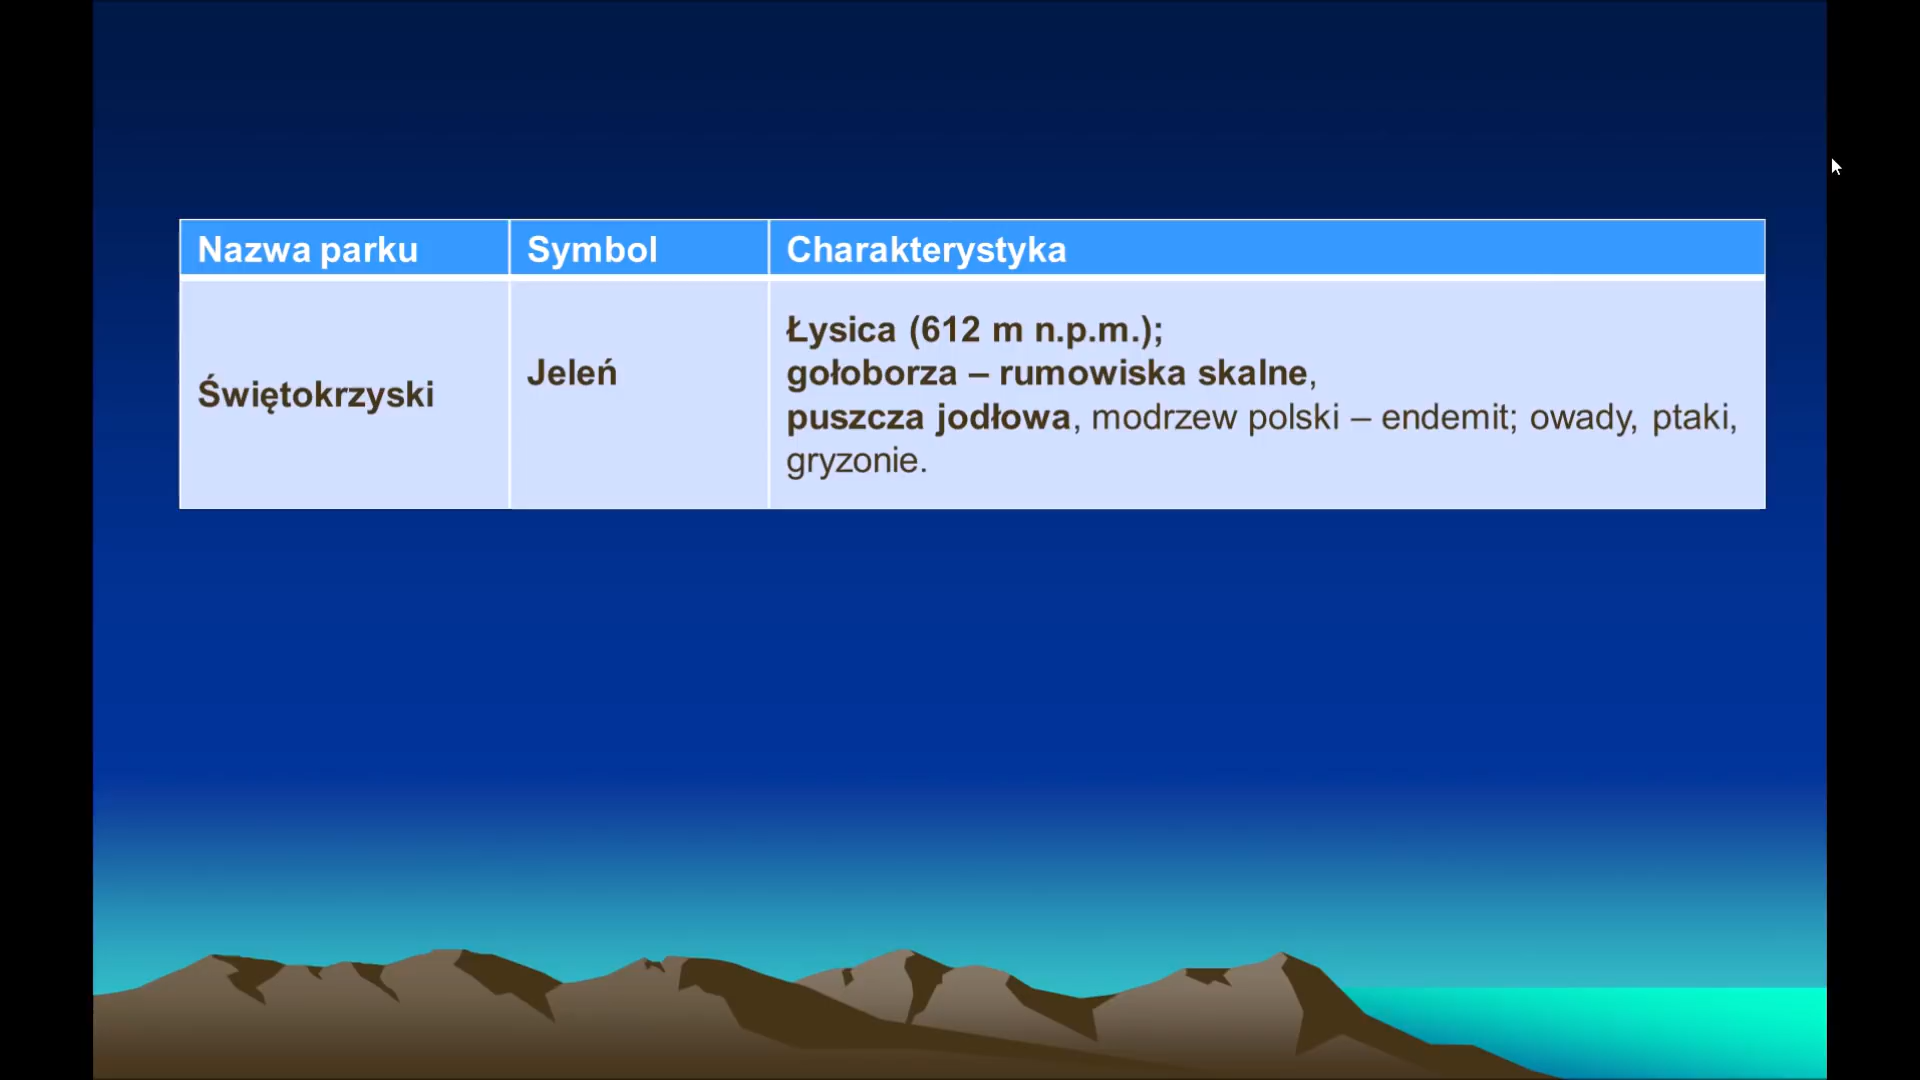 Nazwa parku Symbol Charakterystyka
Świętokrzyski
Jeleń
Łysica (612 m n.p.m.);
gołoborza – rumowiska skalne,
puszcza jodłowa, modrzew polski – endemit; owady, ptaki,
gryzonie.